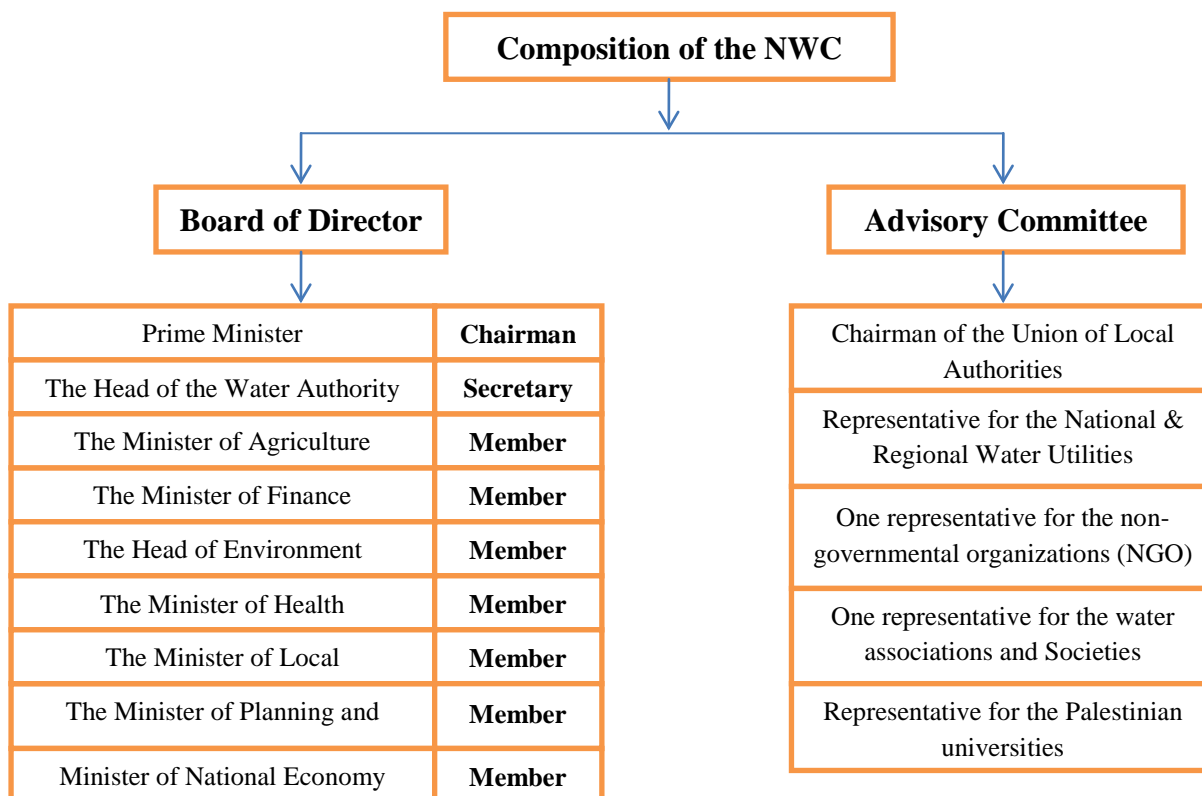 Composition of the NWC
Board of Director
Advisory Committee
Prime Minister Chairman
The Head of the Water Authority Secretary
The Minister of Agriculture Member
The Minister of Finance Member
The Head of Environment Member
The Minister of Health Member
The Minister of Local Member
The Minister of Planning and Member
Minister of National Economy Member
Chairman of the Union of Local
Authorities
Representative for the National &
Regional Water Utilities
One representative for the non-
governmental organizations (NGO)
One representative for the water
associations and Societies
Representative for the Palestinian
universities